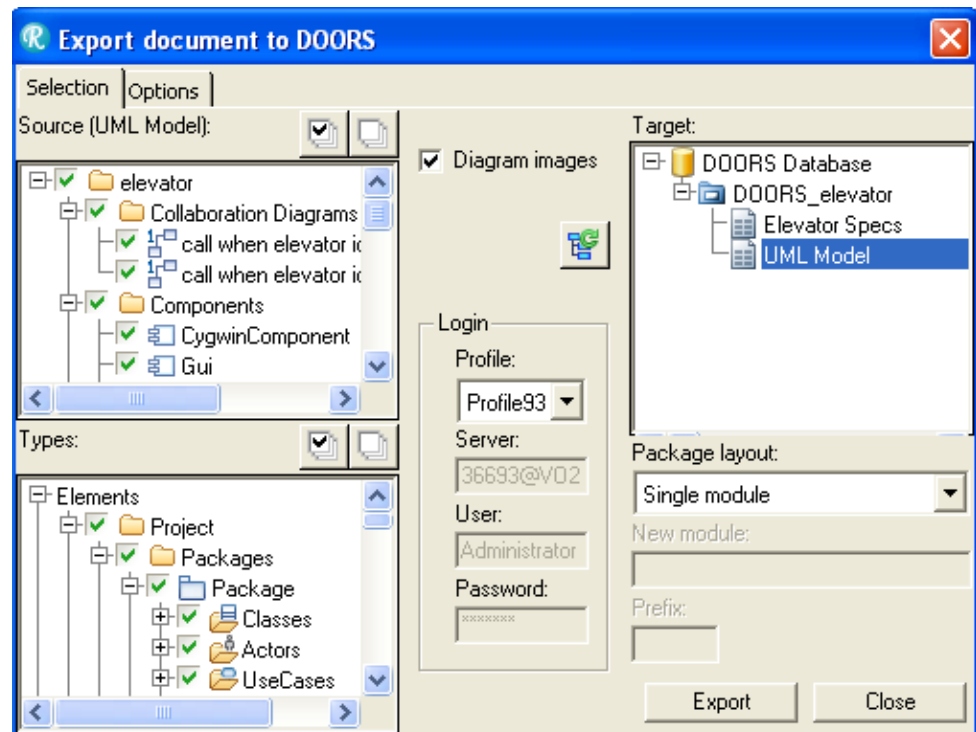 Export document to DOORS
Selection
Options
Source (UML Model):
elevator
Collaboration Diagrams
call when elevator
call when elevator
Components
CygwinComponent
Gui
Types:
Elements
Project
Packages
Package
Classes
Actors
UseCases
Diagram images
Login
Profile:
Profile93
Server:
36693@VO2
User:
Administrator
Password:
*******
Target:
DOORS Database
DOORS_elevator
Elevator Specs
UML Model
Package layout:
Single module
New module:
Prefix:
Export
Close